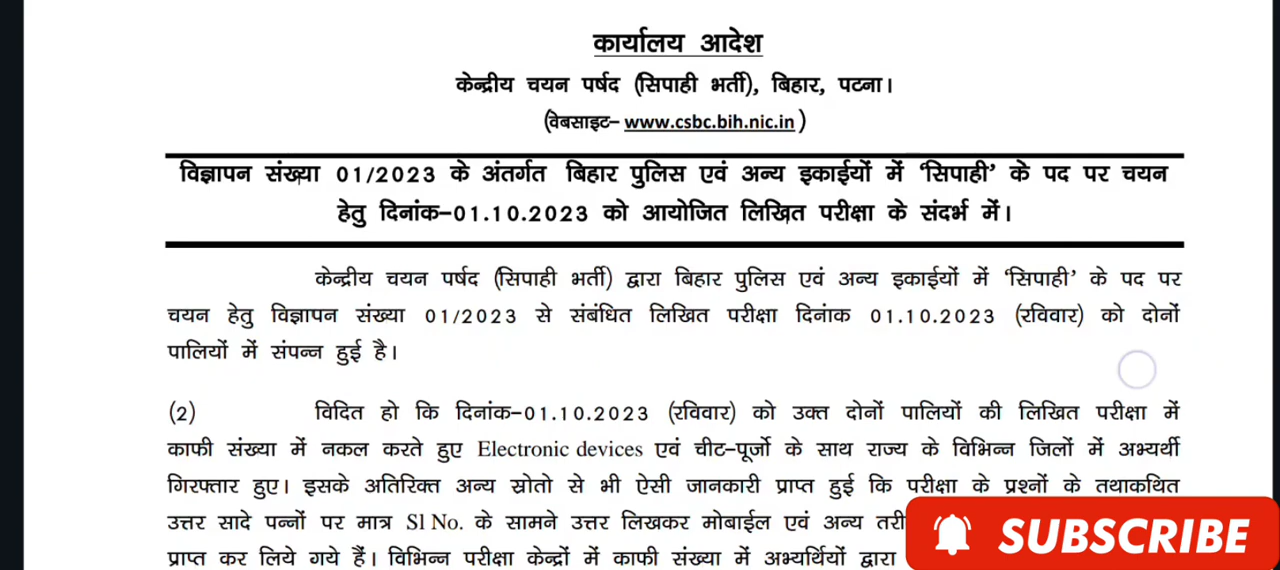 कार्यालय आदेश
केन्द्रीय चयन पर्षद (सिपाही भर्ती), बिहार, पटना।
(वेबसाइट– www.csbc.bih.nic.in )
विज्ञापन संख्या 01/2023 के अंतर्गत बिहार पुलिस एवं अन्य इकाईयों में ‘सिपाही’ के पद पर चयन
हेतु दिनांक–01.10.2023 को आयोजित लिखित परीक्षा के संदर्भ में।
केन्द्रीय चयन पर्षद (सिपाही भर्ती) द्वारा बिहार पुलिस एवं अन्य इकाईयों में ‘सिपाही’ के पद पर
चयन हेतु विज्ञापन संख्या 01/2023 से संबंधित लिखित परीक्षा दिनांक 01.10.2023 (रविवार) को दोनों
पालियों में संपन्न हुई है।
(2) विदित हो कि दिनांक–01.10.2023 (रविवार) को उक्त दोनों पालियों की लिखित परीक्षा में
काफी संख्या में नकल करते हुए Electronic devices एवं चीट–पूर्जो के साथ राज्य के विभिन्न जिलों में अभ्यर्थी
गिरफ्तार हुए। इसके अतिरिक्त अन्य स्रोतो से भी ऐसी जानकारी प्राप्त हुई कि परीक्षा के प्रश्नों के तथाकथित
उत्तर सादे पन्नों पर मात्र Sl No. के सामने उत्तर लिखकर मोबाईल एवं अन्य
प्राप्त कर लिये गये हैं। विभिन्न परीक्षा केन्द्रों में काफी संख्या में अभ्यर्थियों द्वारा
SUBSCRIBE